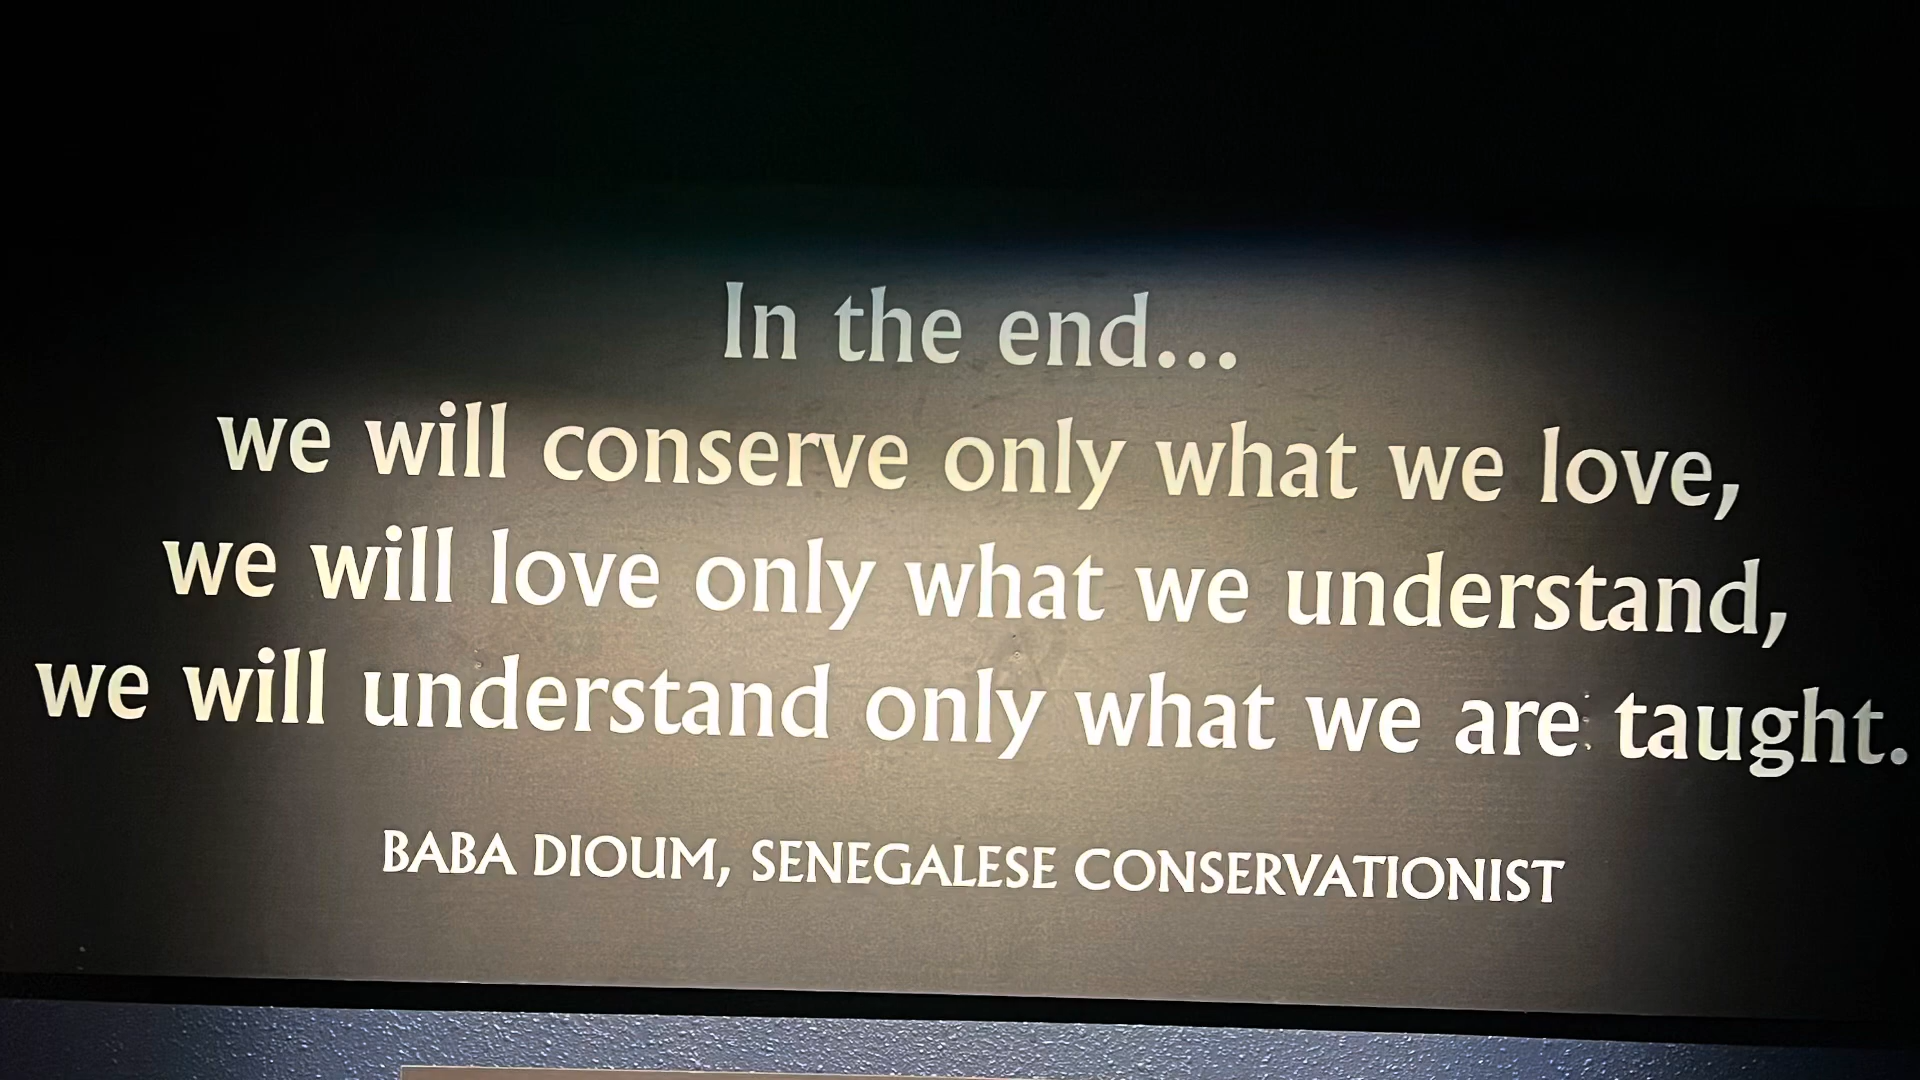 In the end...
we will conserve only what we love,
we will love only what we understand,
we will understand only what we are taught.
BABA DIOUM, SENEGALESE CONSERVATIONIST